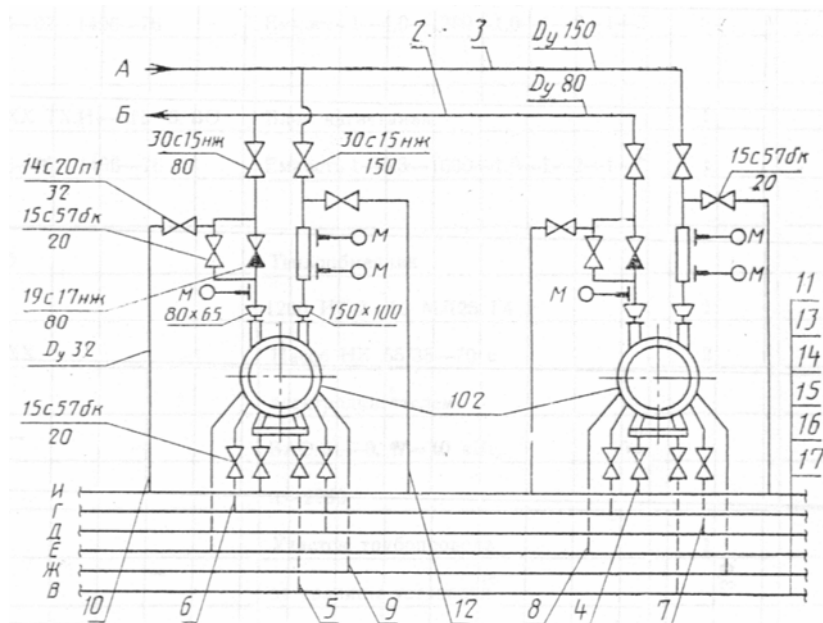 А
3
Dу 150
2
Dу 80
Б
30с15нж
80
30с15нж
150
15с57бк
20
14с20п1
32
15с57бк
20
М
М
М
М
М
М
19с17нж
80
80×65
150×100
11
13
14
15
16
17
Dу 32
102
15с57бк
20
И
Г
Д
Е
Ж
В
10
6
5
9
12
8
4
7